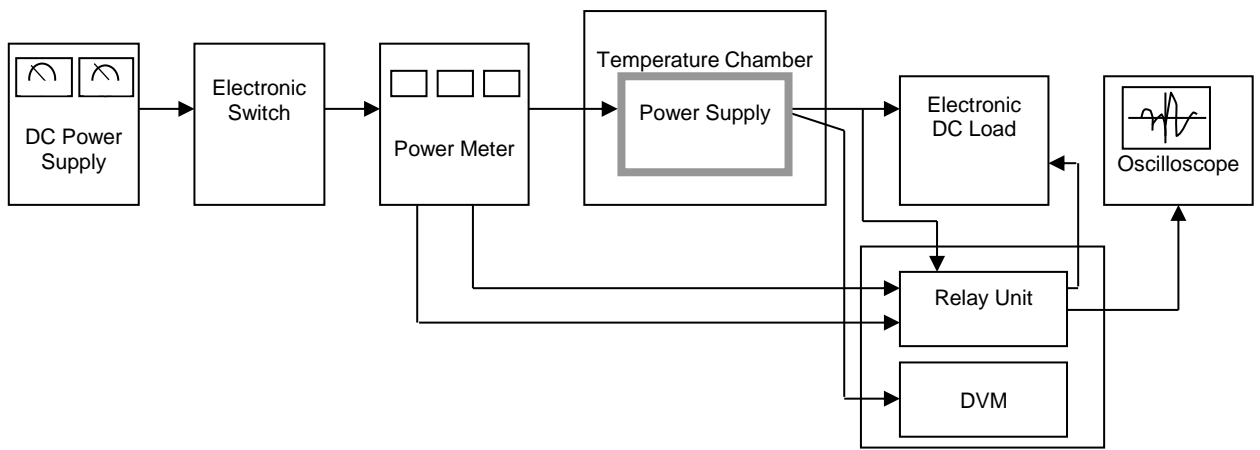 DC Power
Supply
Electronic
Switch
Power Meter
Temperature Chamber
Power Supply
Electronic
DC Load
Oscilloscope
Relay Unit
DVM